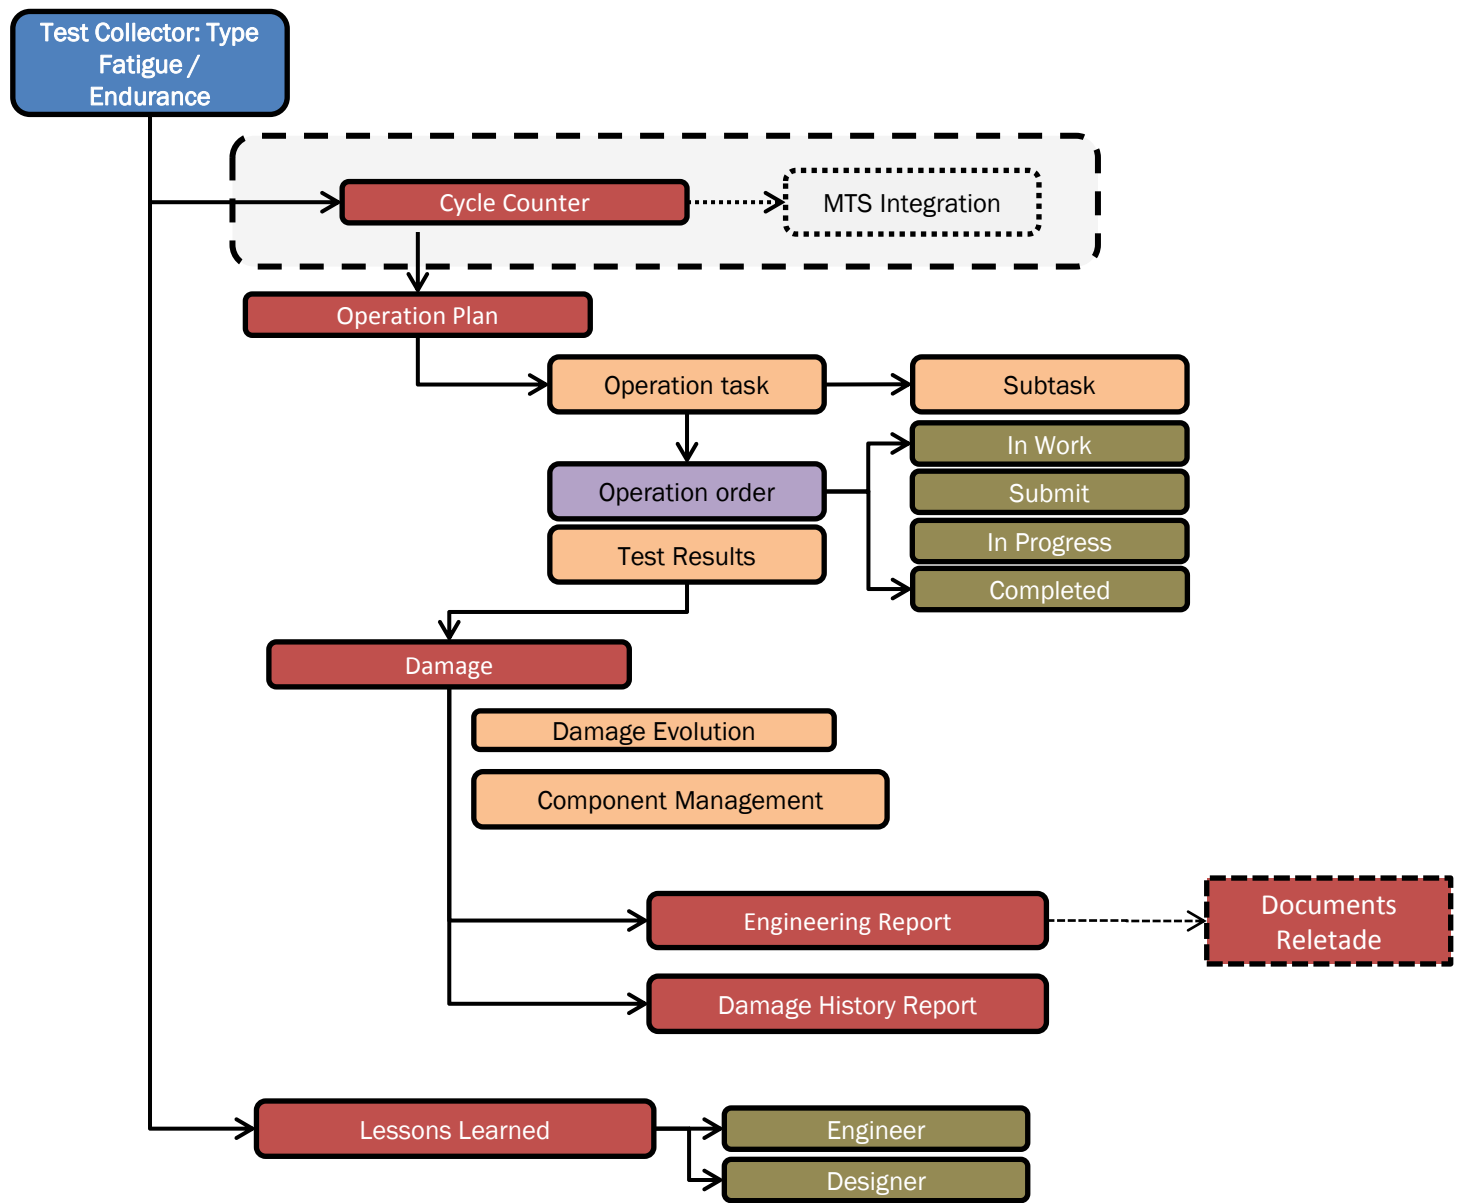 Test Collector: Type
Fatigue /
Endurance
Cycle Counter
MTS Integration
Operation Plan
Operation task
Subtask
In Work
Operation order
Submit
In Progress
Test Results
Completed
Damage
Damage Evolution
Component Management
Engineering Report
Documents
Reletade
Damage History Report
Lessons Learned
Engineer
Designer